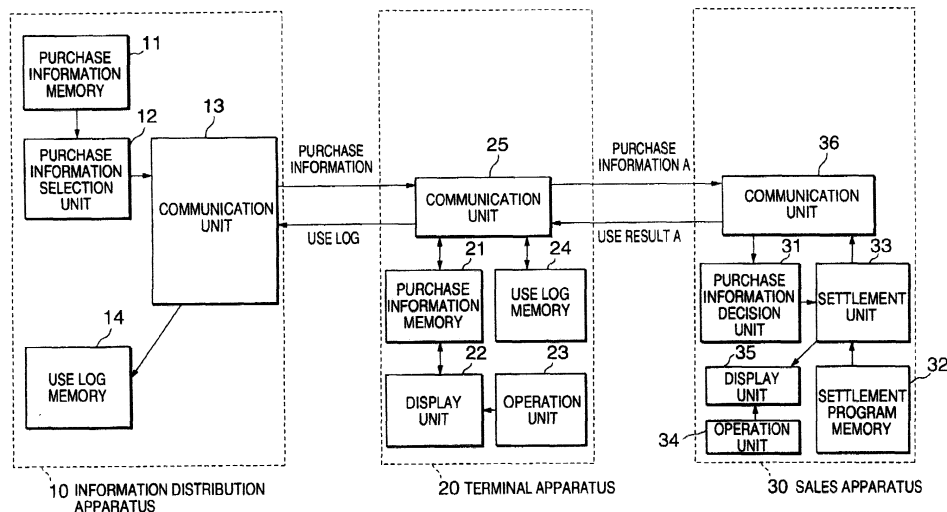 11
PURCHASE
INFORMATION
MEMORY
12
PURCHASE
INFORMATION
SELECTION
UNIT
13
COMMUNICATION
UNIT
14
USE LOG
MEMORY
10 INFORMATION DISTRIBUTION
APPARATUS
PURCHASE
INFORMATION
USE LOG
25
COMMUNICATION
UNIT
21
PURCHASE
INFORMATION
MEMORY
24
USE LOG
MEMORY
22
DISPLAY
UNIT
23
OPERATION
UNIT
20 TERMINAL APPARATUS
PURCHASE
INFORMATION A
USE RESULT A
36
COMMUNICATION
UNIT
31
PURCHASE
INFORMATION
DECISION
UNIT
33
SETTLEMENT
UNIT
35
DISPLAY
UNIT
34
OPERATION
UNIT
32
SETTLEMENT
PROGRAM
MEMORY
30 SALES APPARATUS